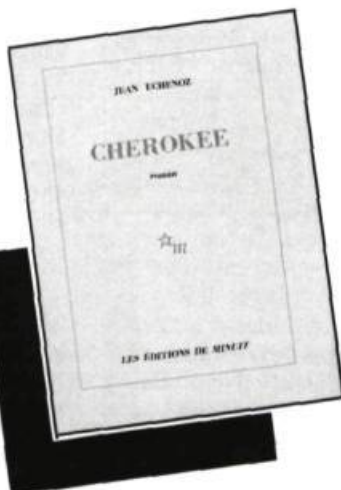 JEAN ECHENOZ
CHEROKEE
roman
☆m
LES ÉDITIONS DE MINUIT